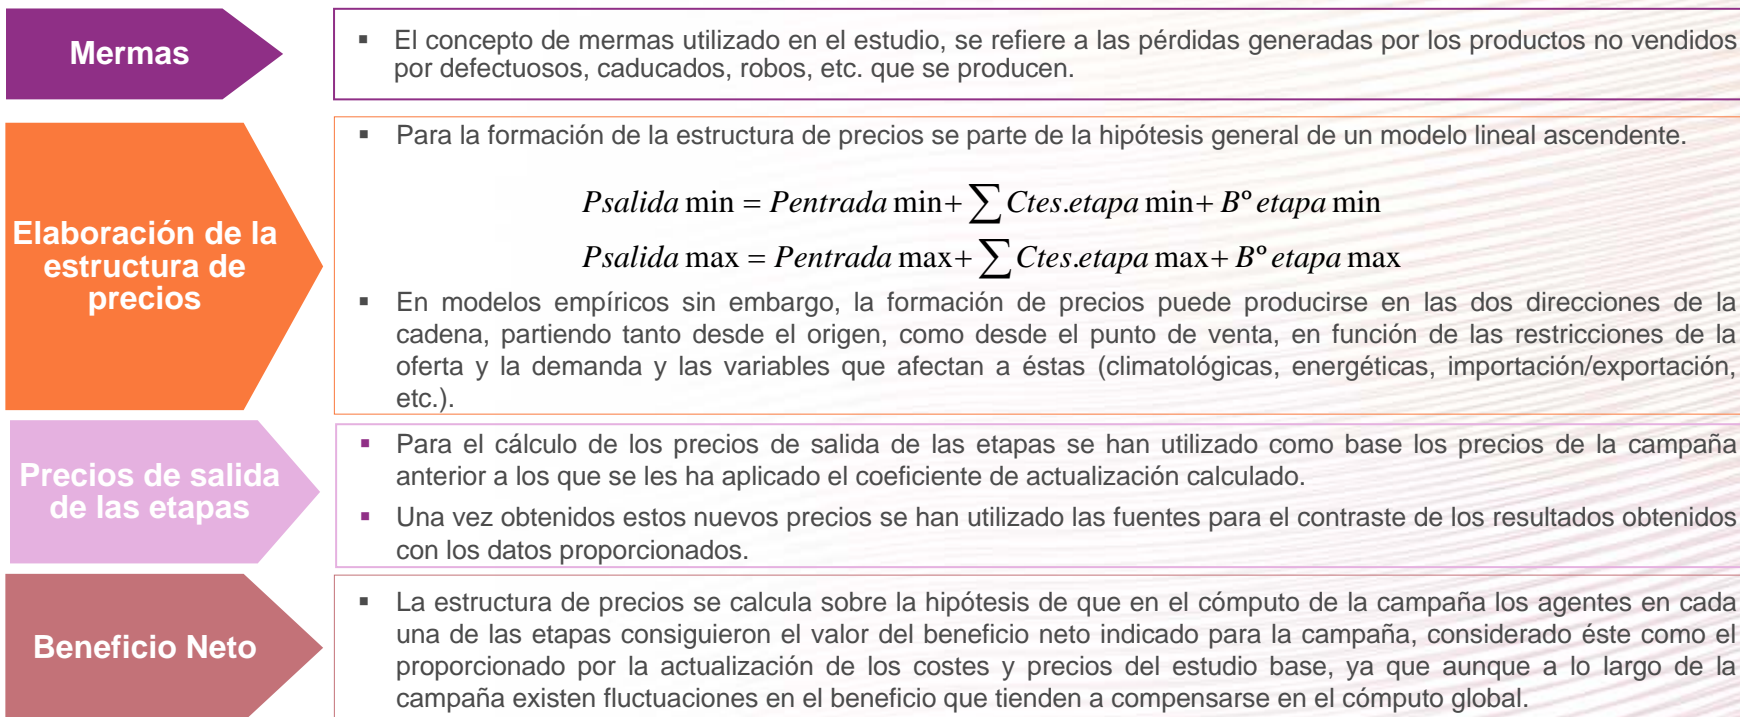 Mermas
▪ El concepto de mermas utilizado en el estudio, se refiere a las pérdidas generadas por los productos no vendidos
por defectuosos, caducados, robos, etc. que se producen.
Elaboración de la
estructura de
precios
▪ Para la formación de la estructura de precios se parte de la hipótesis general de un modelo lineal ascendente.
Psalida min = Pentrada min+ ∑ Ctes.etapa min+ Bº etapa min
Psalida max = Pentrada max+ ∑ Ctes.etapa max+ Bº etapa max
▪ En modelos empíricos sin embargo, la formación de precios puede producirse en las dos direcciones de la
cadena, partiendo tanto desde el origen, como desde el punto de venta, en función de las restricciones de la
oferta y la demanda y las variables que afectan a éstas (climatológicas, energéticas, importación/exportación,
etc.).
Precios de salida
de las etapas
▪ Para el cálculo de los precios de salida de las etapas se han utilizado como base los precios de la campaña
anterior a los que se les ha aplicado el coeficiente de actualización calculado.
▪ Una vez obtenidos estos nuevos precios se han utilizado las fuentes para el contraste de los resultados obtenidos
con los datos proporcionados.
Beneficio Neto
▪ La estructura de precios se calcula sobre la hipótesis de que en el cómputo de la campaña los agentes en cada
una de las etapas consiguieron el valor del beneficio neto indicado para la campaña, considerado éste como el
proporcionado por la actualización de los costes y precios del estudio base, ya que aunque a lo largo de la
campaña existen fluctuaciones en el beneficio que tienden a compensarse en el cómputo global.